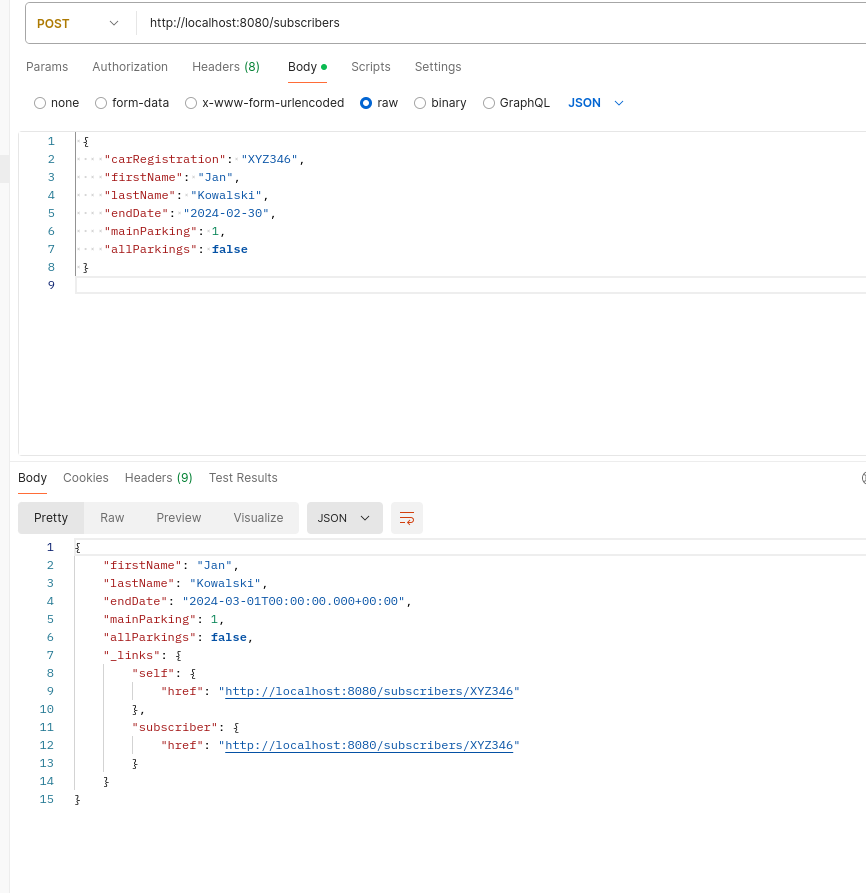 POST http://localhost:8080/subscribers
Params Authorization Headers (8) Body Scripts Settings
none form-data x-www-form-urlencoded raw binary GraphQL JSON
1 {
2 "carRegistration": "XYZ346",
3 "firstName": "Jan",
4 "lastName": "Kowalski",
5 "endDate": "2024-02-30",
6 "mainParking": 1,
7 "allParkings": false
8 }
9
Body Cookies Headers (9) Test Results
Pretty Raw Preview Visualize JSON
1 {
2 "firstName": "Jan",
3 "lastName": "Kowalski",
4 "endDate": "2024-03-01T00:00:00.000+00:00",
5 "mainParking": 1,
6 "allParkings": false,
7 "_links": {
8 "self": {
9 "href": "http://localhost:8080/subscribers/XYZ346"
10 },
11 "subscriber": {
12 "href": "http://localhost:8080/subscribers/XYZ346"
13 }
14 }
15 }